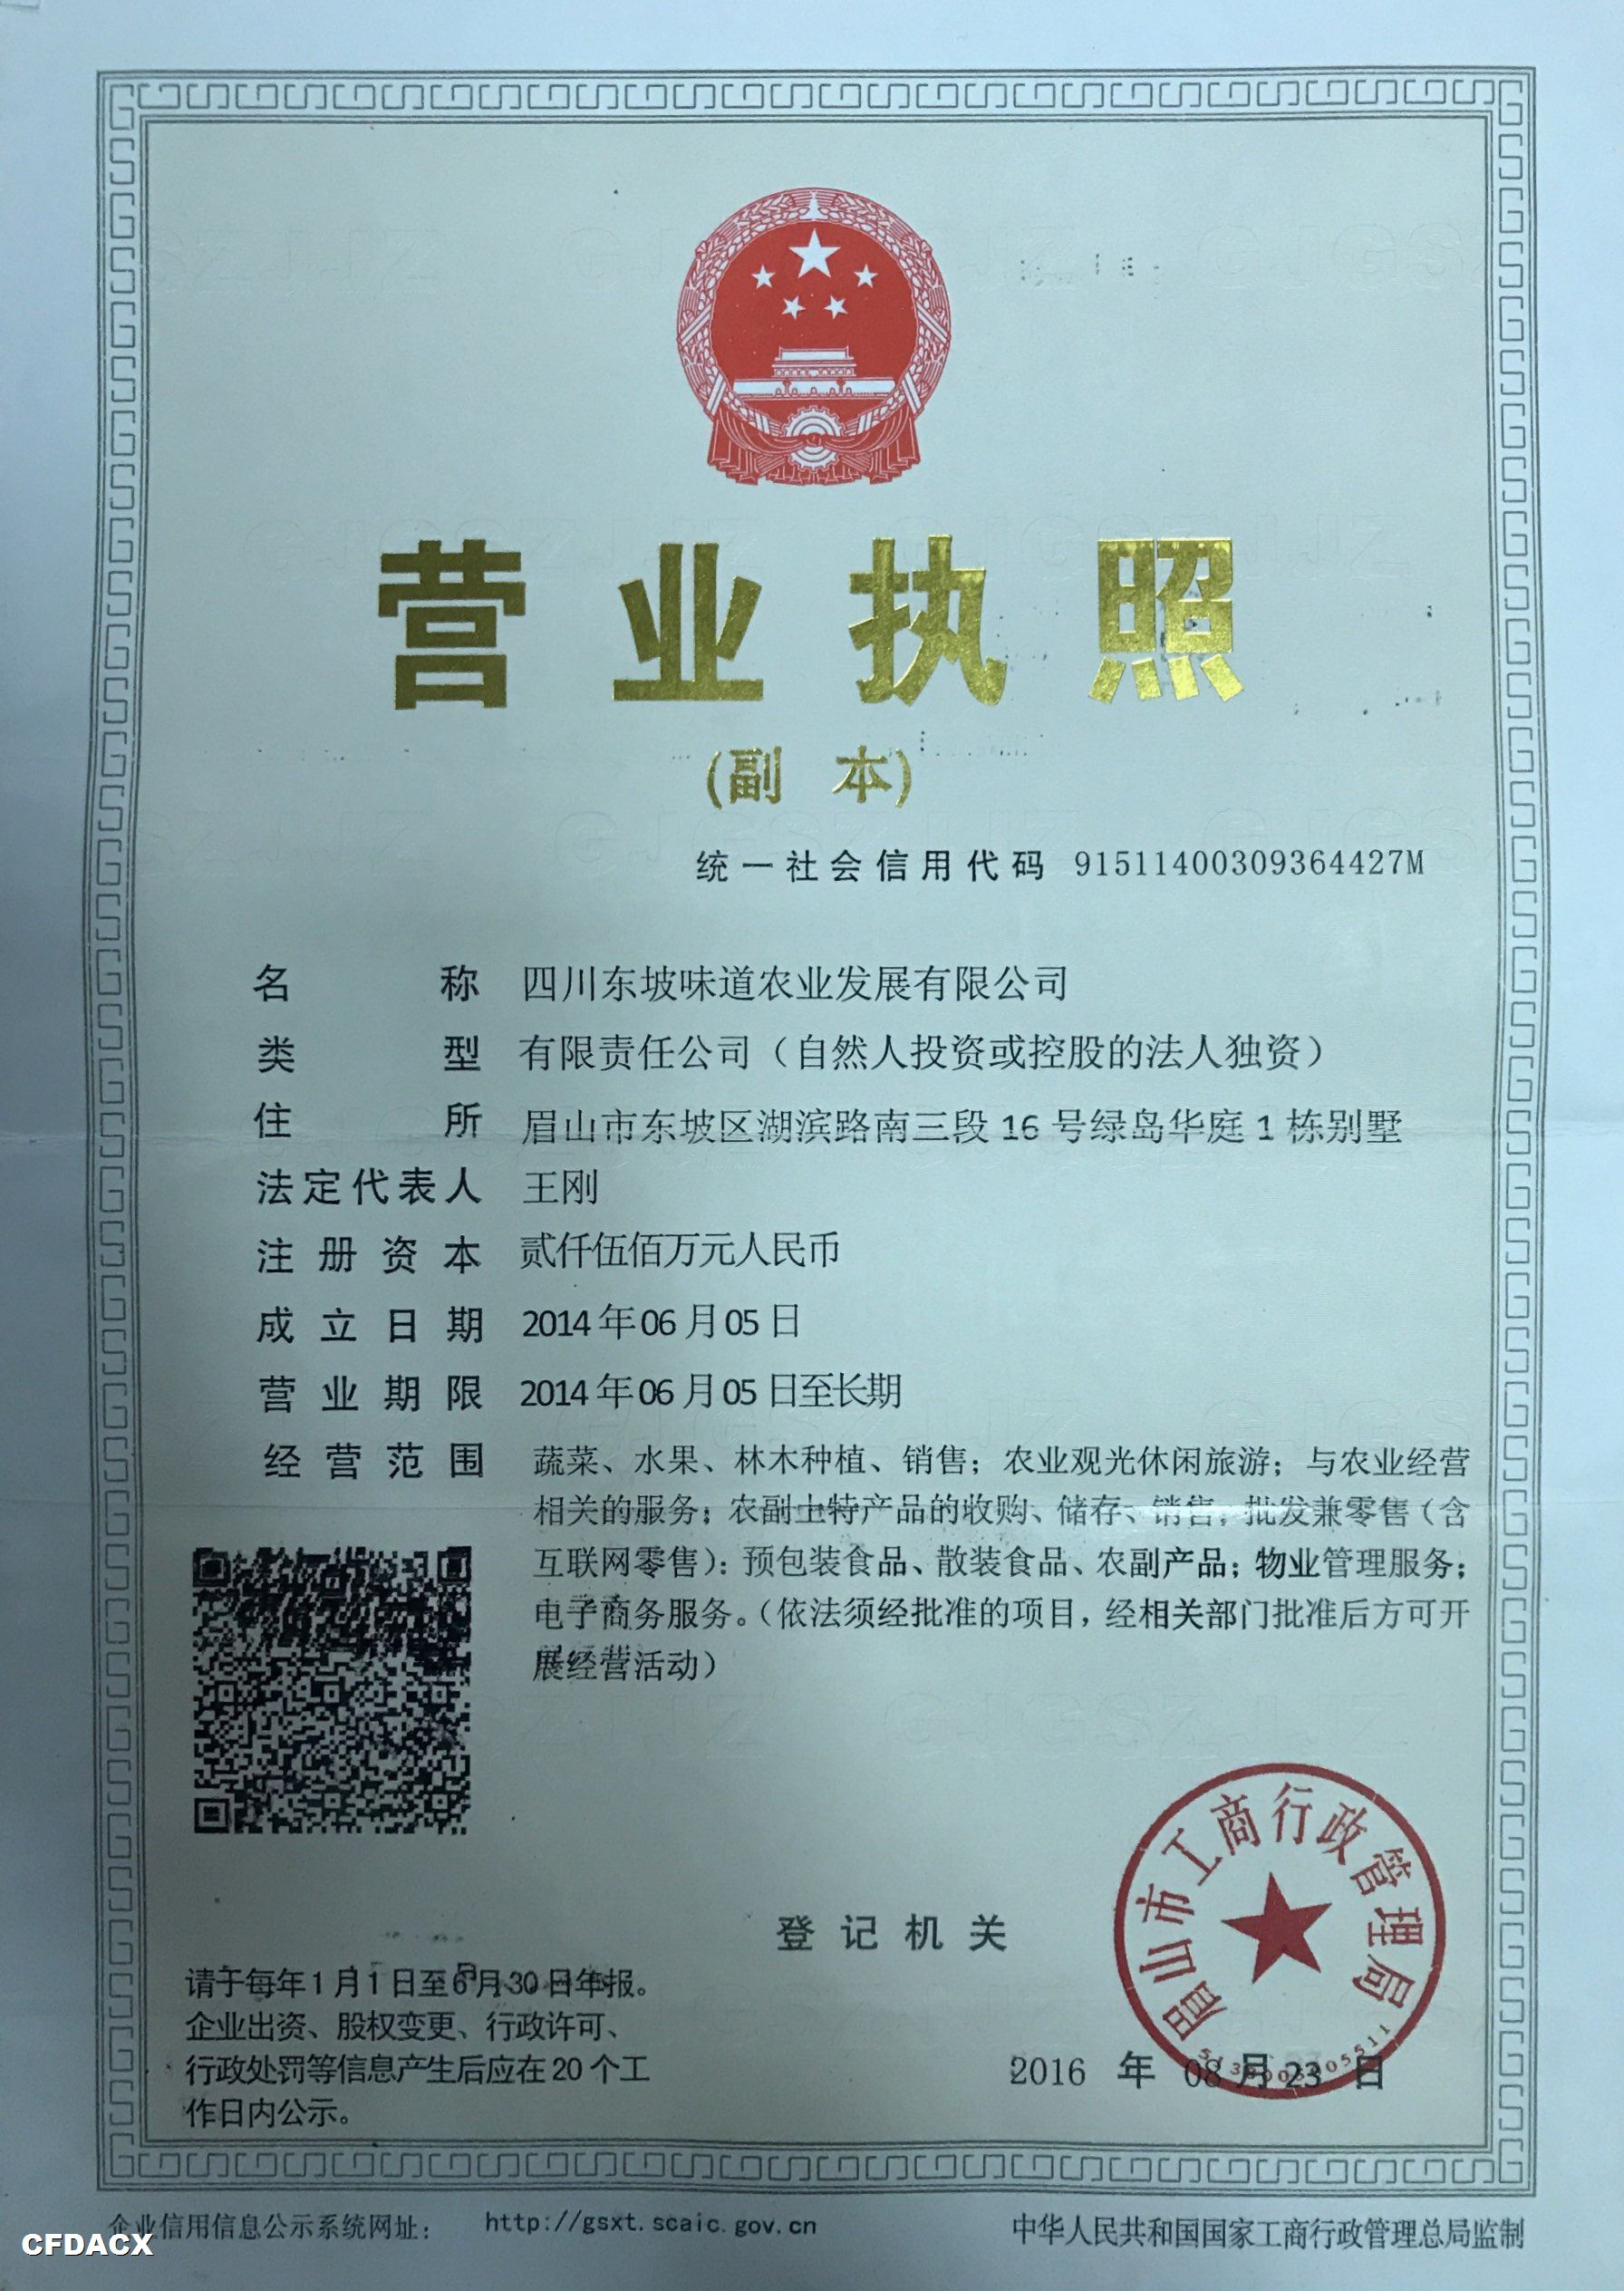 营业执照
(副 本)
统一社会信用代码 91511400309364427M
名称 四川东坡味道农业发展有限公司
类型 有限责任公司（自然人投资或控股的法人独资）
住所 眉山市东坡区湖滨路南三段16号绿岛华庭1栋别墅
法定代表人 王刚
注册资本 贰仟伍佰万元人民币
成立日期 2014年06月05日
营业期限 2014年06月05日至长期
经营范围 蔬菜、水果、林木种植、销售；农业观光休闲旅游；与农业经营
相关的服务；农副土特产品的收购、储存、销售；批发兼零售（含
互联网零售）：预包装食品、散装食品、农副产品；物业管理服务；
电子商务服务。（依法须经批准的项目，经相关部门批准后方可开
展经营活动）
登记机关
眉山市工商行政管理局
请于每年1月1日至6月30日年报。
企业出资、股权变更、行政许可、
行政处罚等信息产生后应在20个工
作日内公示。
2016 年 08 月 23 日
企业信用信息公示系统网址： http://gsxt.scaic.gov.cn
中华人民共和国国家工商行政管理总局监制
CFDACX